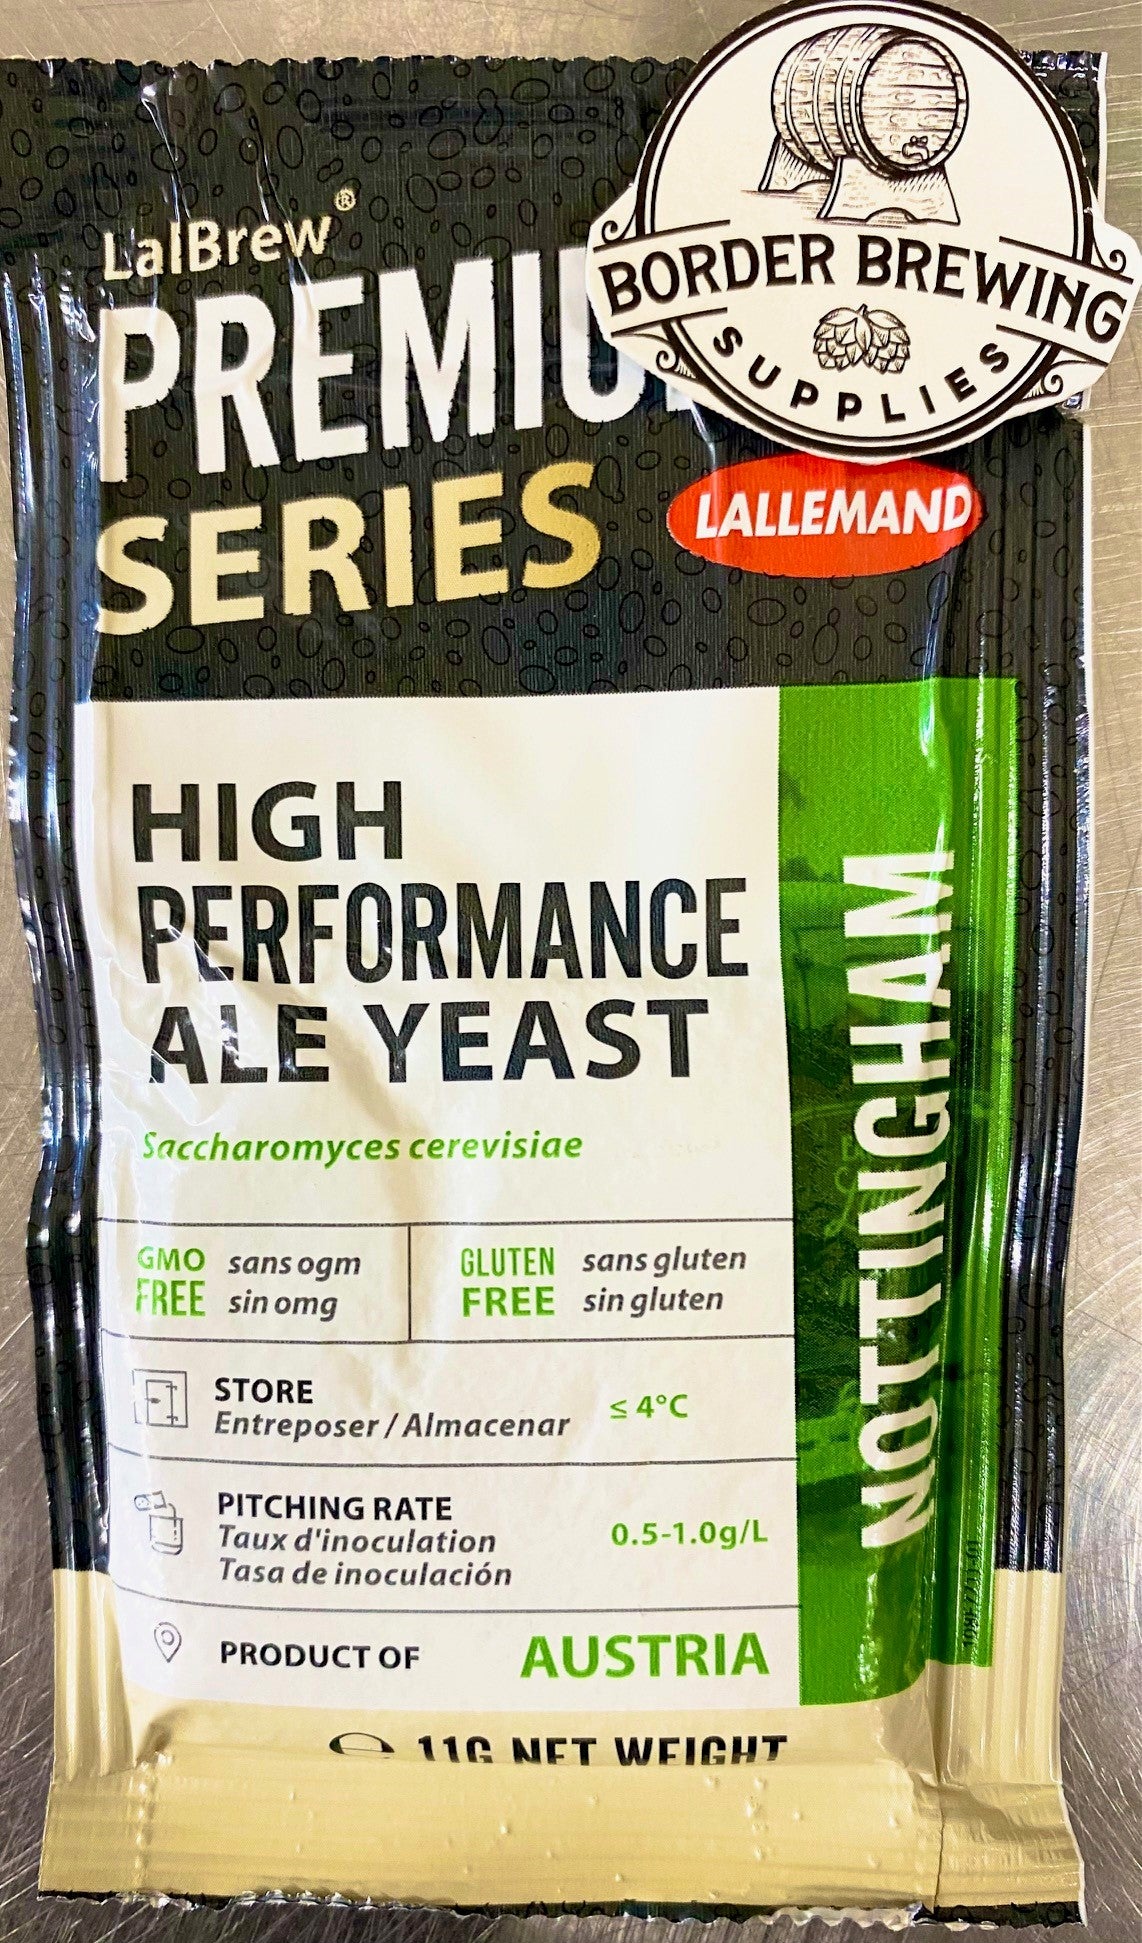 LalBrew®
PREMIU
SERIES
BORDER BREWING
SUPPLIES
LALLEMAND
HIGH
PERFORMANCE
ALE YEAST
Saccharomyces cerevisiae
GMO FREE
sans ogm
sin omg
GLUTEN FREE
sans gluten
sin gluten
STORE
Entreposer / Almacenar
≤ 4°C
PITCHING RATE
Taux d'inoculation
Tasa de inoculación
0.5-1.0g/L
PRODUCT OF
AUSTRIA
℮ 11G NET WEIGHT
NOTTINGHAM